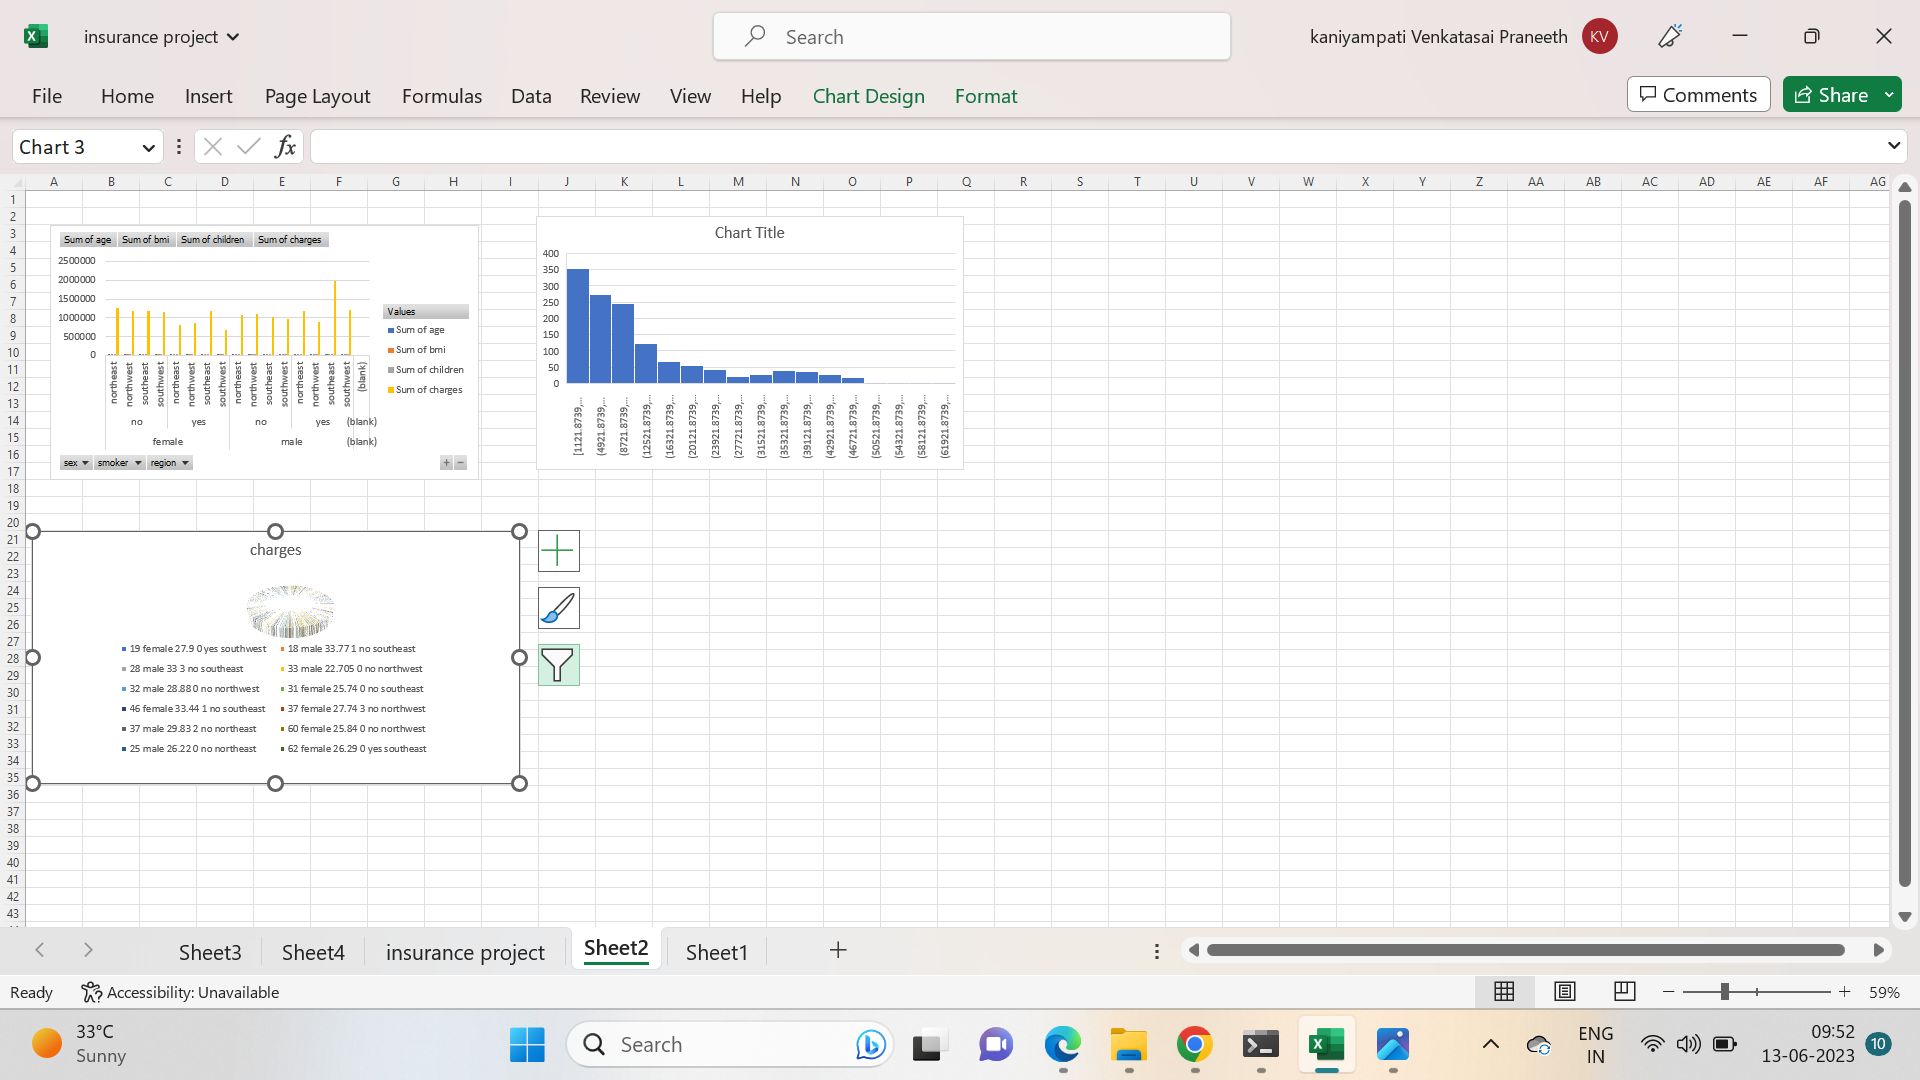 insurance project
Search
kaniyampati Venkatasai Praneeth
KV
File Home Insert Page Layout Formulas Data Review View Help Chart Design Format
Comments
Share
Chart 3
fx
A B C D E F G H I J K L M N O P Q R S T U V W X Y Z AA AB AC AD AE AF AG
1
2
3
4
5
6
7
8
9
10
11
12
13
14
15
16
17
18
19
20
21
22
23
24
25
26
27
28
29
30
31
32
33
34
35
36
37
38
39
40
41
42
43
Sum of age Sum of bmi Sum of children Sum of charges
2500000
2000000
1500000
1000000
500000
0
northeast northwest southeast southwest northeast northwest southeast southwest northeast northwest southeast southwest northeast northwest southeast southwest (blank)
no yes no yes (blank)
female male (blank)
Values
Sum of age
Sum of bmi
Sum of children
Sum of charges
sex smoker region
+ −
Chart Title
400
350
300
250
200
150
100
50
0
[1121.8739,... (4921.8739,... (8721.8739,... (12521.8739,... (16321.8739,... (20121.8739,... (23921.8739,... (27721.8739,... (31521.8739,... (35321.8739,... (39121.8739,... (42921.8739,... (46721.8739,... (50521.8739,... (54321.8739,... (58121.8739,... (61921.8739,...
charges
19 female 27.9 0 yes southwest 18 male 33.77 1 no southeast
28 male 33 3 no southeast 33 male 22.705 0 no northwest
32 male 28.88 0 no northwest 31 female 25.74 0 no southeast
46 female 33.44 1 no southeast 37 female 27.74 3 no northwest
37 male 29.83 2 no northeast 60 female 25.84 0 no northwest
25 male 26.22 0 no northeast 62 female 26.29 0 yes southeast
Sheet3 Sheet4 insurance project Sheet2 Sheet1
Ready
Accessibility: Unavailable
59%
33°C
Sunny
Search
ENG
IN
09:52
13-06-2023
10